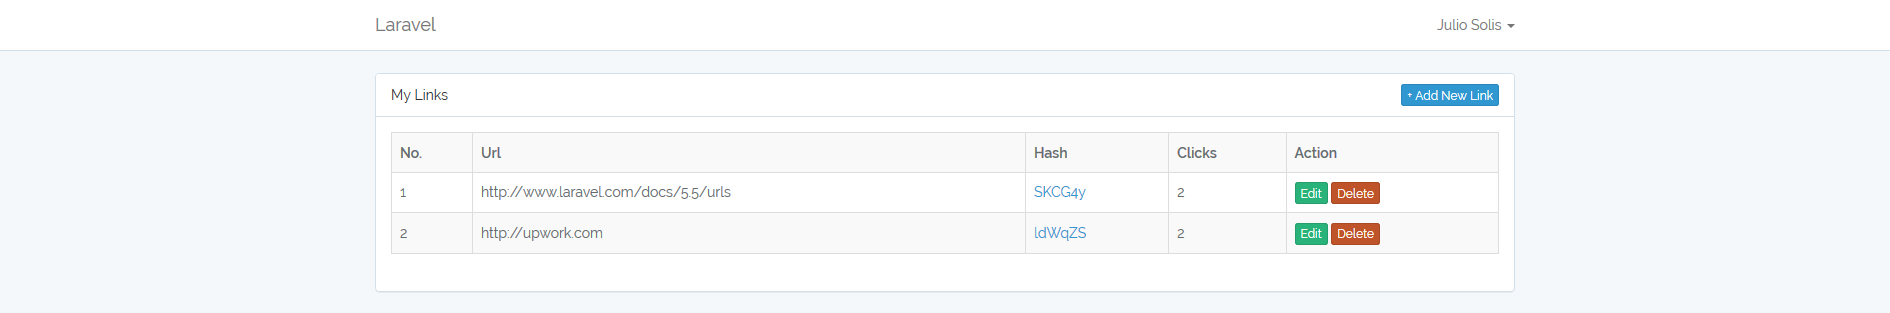 Laravel
Julio Solis
My Links
+ Add New Link
No. Url Hash Clicks Action
1 http://www.laravel.com/docs/5.5/urls SKCG4y 2 Edit Delete
2 http://upwork.com ldWqZS 2 Edit Delete